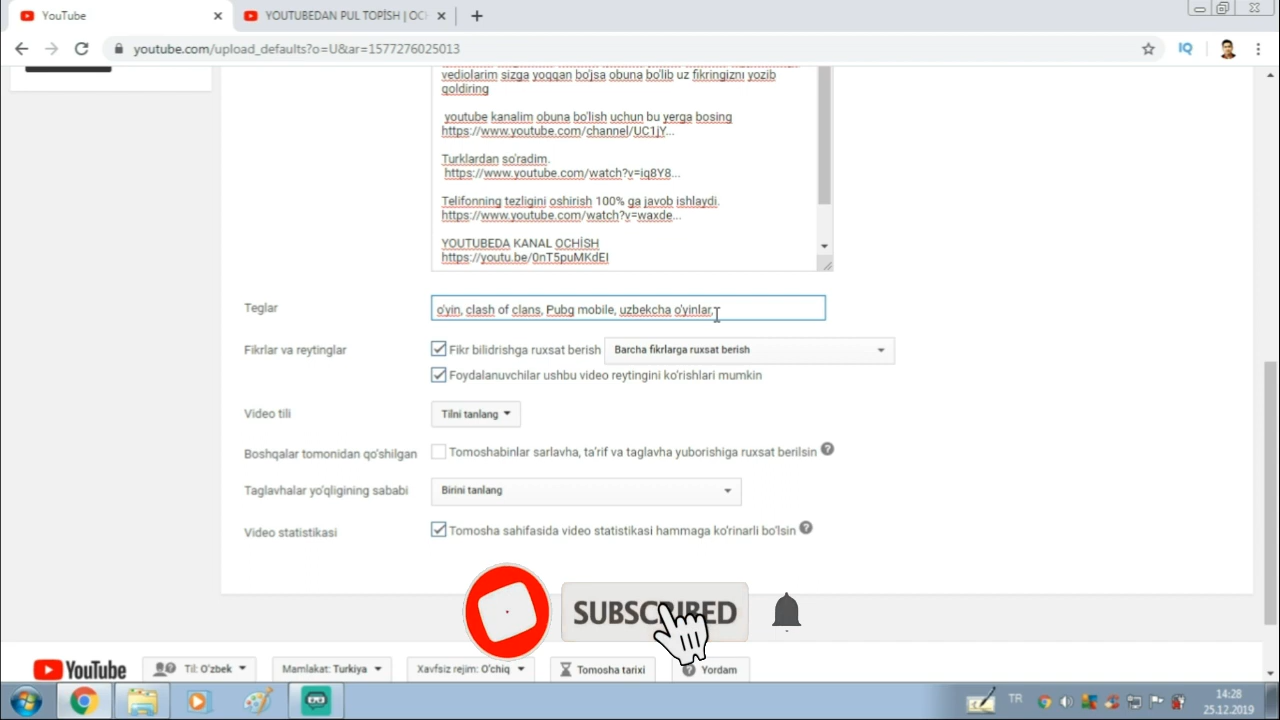 YouTube
YOUTUBEDAN PUL TOPİSH | OCH
youtube.com/upload_defaults?o=U&ar=1577276025013
vediolarim sizga yoqqan bo'jsa obuna bo'lib uz fikringizni yozib
qoldiring
youtube kanalim obuna bo'lish uchun bu yerga bosing
https://www.youtube.com/channel/UC1jY...
Turklardan so'radim.
https://www.youtube.com/watch?v=iq8Y8...
Telifonning tezligini oshirish 100% ga javob ishlaydi.
https://www.youtube.com/watch?v=waxde...
YOUTUBEDA KANAL OCHİSH
https://youtu.be/0nT5puMKdEI
Teglar
o'yin, clash of clans, Pubg mobile, uzbekcha o'yinlar,
Fikrlar va reytinglar
Fikr bilidrishga ruxsat berish
Barcha fikrlarga ruxsat berish
Foydalanuvchilar ushbu video reytingini ko'rishlari mumkin
Video tili
Tilni tanlang
Boshqalar tomonidan qo'shilgan
Tomoshabinlar sarlavha, ta'rif va taglavha yuborishiga ruxsat berilsin
Taglavhalar yo'qligining sababi
Birini tanlang
Video statistikasi
Tomosha sahifasida video statistikasi hammaga ko'rinarli bo'lsin
SUBSCRIBED
YouTube
Til: O'zbek
Mamlakat: Turkiya
Xavfsiz rejim: O'chiq
Tomosha tarixi
Yordam
TR
14:28
25.12.2019